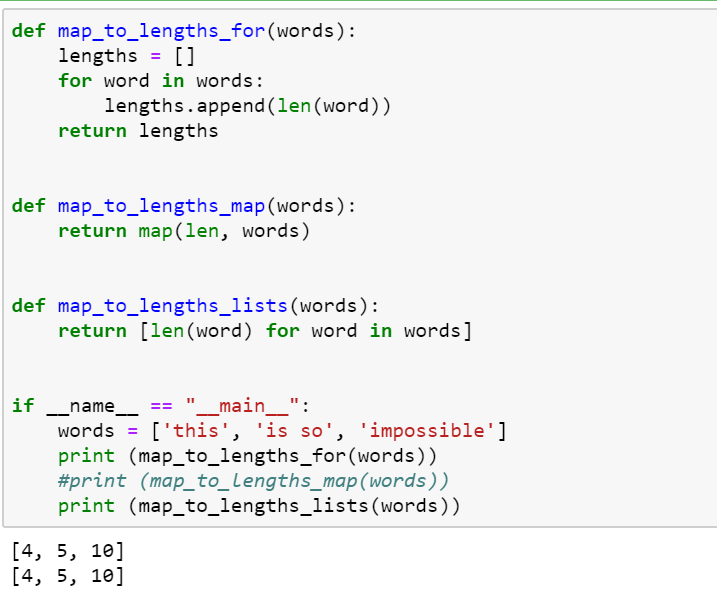 def map_to_lengths_for(words):
    lengths = []
    for word in words:
        lengths.append(len(word))
    return lengths
def map_to_lengths_map(words):
    return map(len, words)
def map_to_lengths_lists(words):
    return [len(word) for word in words]
if __name__ == "__main__":
    words = ['this', 'is so', 'impossible']
    print (map_to_lengths_for(words))
    #print (map_to_lengths_map(words))
    print (map_to_lengths_lists(words))
[4, 5, 10]
[4, 5, 10]